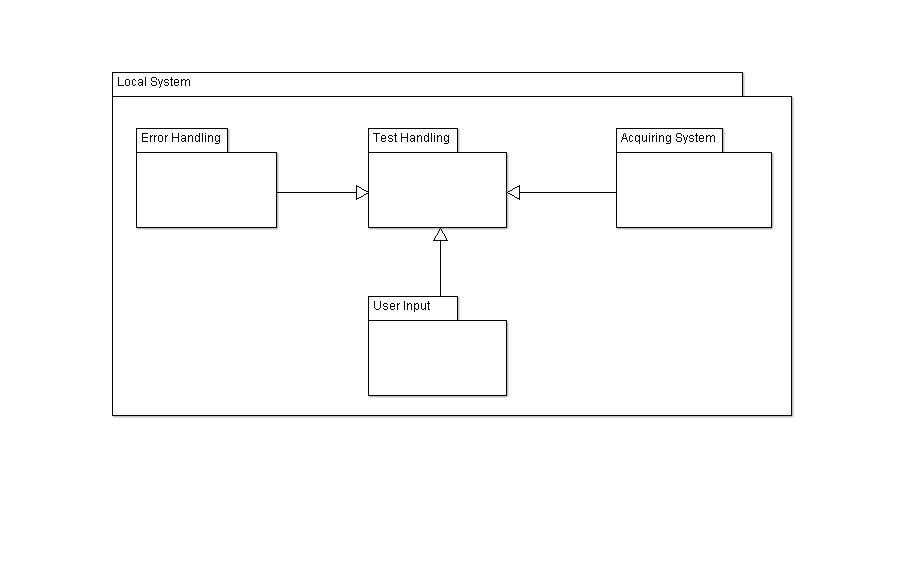 Local System
Error Handling
Test Handling
Acquiring System
User Input